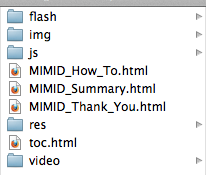 flash
img
js
MIMID_How_To.html
MIMID_Summary.html
MIMID_Thank_You.html
res
toc.html
video